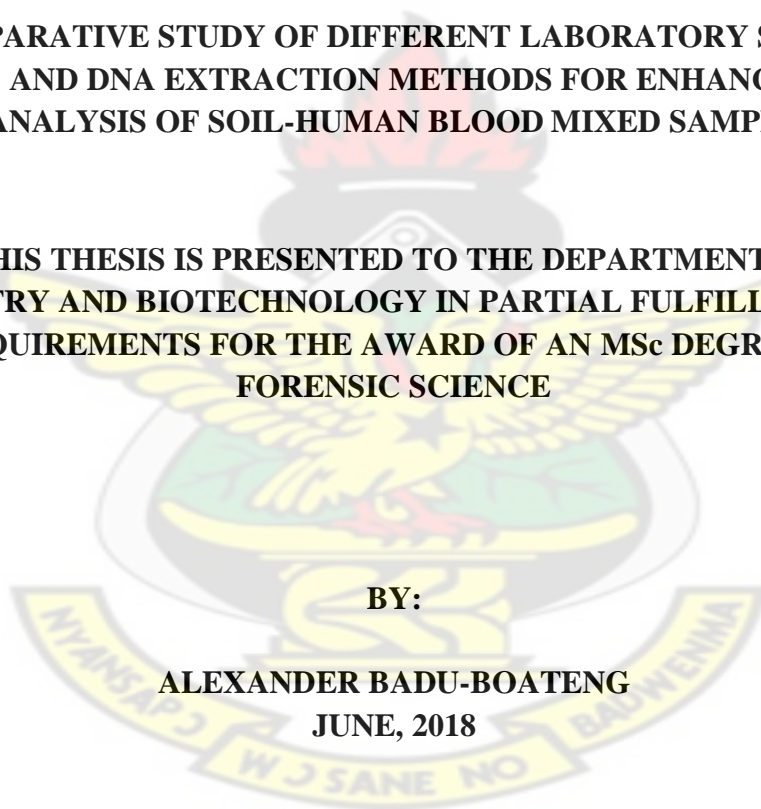 PARATIVE STUDY OF DIFFERENT LABORATORY S
AND DNA EXTRACTION METHODS FOR ENHANC
ANALYSIS OF SOIL-HUMAN BLOOD MIXED SAMP
HIS THESIS IS PRESENTED TO THE DEPARTMENT
TRY AND BIOTECHNOLOGY IN PARTIAL FULFILL
QUIREMENTS FOR THE AWARD OF AN MSc DEGR
FORENSIC SCIENCE
BY:
ALEXANDER BADU-BOATENG
JUNE, 2018
NYANSAPƆ WƆSANE NO BADWENMA